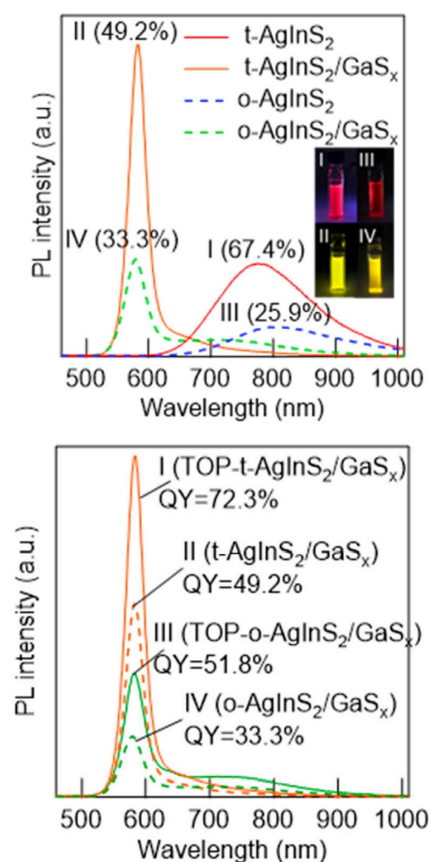 II (49.2%)
t-AgInS₂
t-AgInS₂/GaSₓ
o-AgInS₂
o-AgInS₂/GaSₓ
I
III
II
IV
IV (33.3%)
I (67.4%)
III (25.9%)
PL intensity (a.u.)
500 600 700 800 900 1000
Wavelength (nm)
I (TOP-t-AgInS₂/GaSₓ)
QY=72.3%
II (t-AgInS₂/GaSₓ)
QY=49.2%
III (TOP-o-AgInS₂/GaSₓ)
QY=51.8%
IV (o-AgInS₂/GaSₓ)
QY=33.3%
PL intensity (a.u.)
500 600 700 800 900 1000
Wavelength (nm)